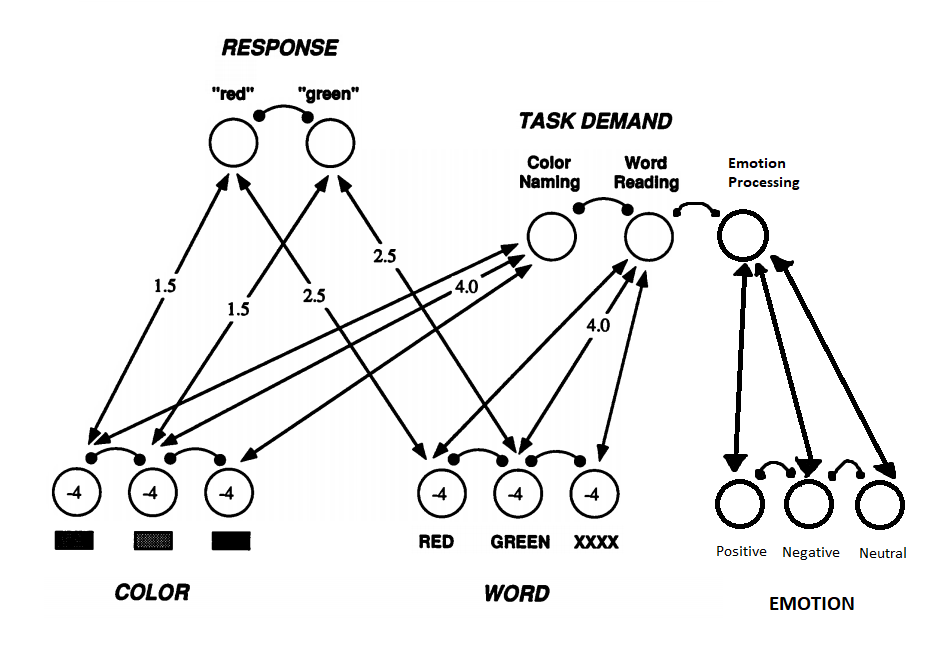 RESPONSE
"red" "green"
TASK DEMAND
Color
Naming
Word
Reading
Emotion
Processing
1.5
1.5
2.5
2.5
4.0
4.0
-4
-4
-4
-4
-4
-4
RED GREEN XXXX
Positive Negative Neutral
COLOR
WORD
EMOTION